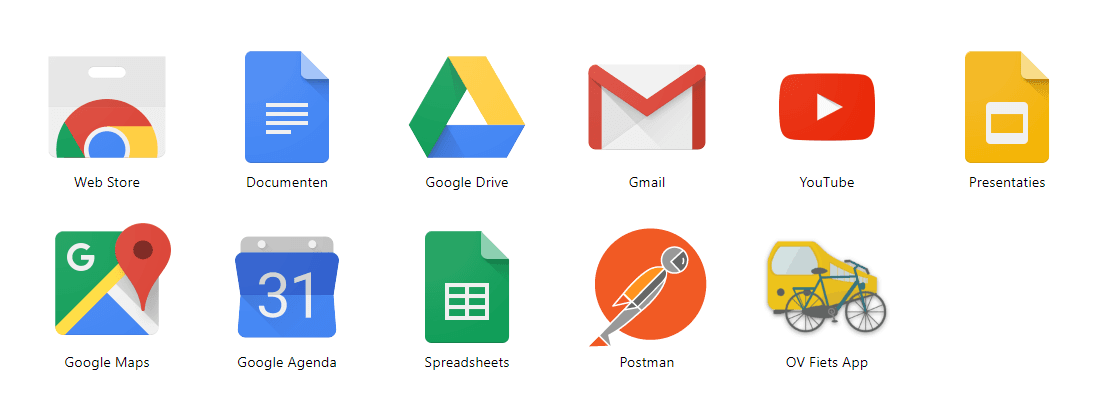 Web Store
Documenten
Google Drive
Gmail
YouTube
Presentaties
G
31
Google Maps
Google Agenda
Spreadsheets
Postman
OV Fiets App